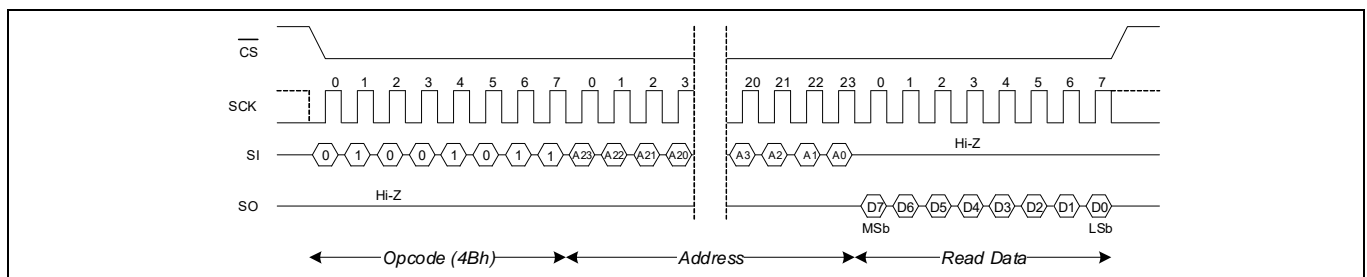 CS
0 1 2 3 4 5 6 7 0 1 2 3 20 21 22 23 0 1 2 3 4 5 6 7
SCK
Hi-Z
SI 0 1 0 0 1 0 1 1 A23 A22 A21 A20 A3 A2 A1 A0
Hi-Z
SO D7 D6 D5 D4 D3 D2 D1 D0
MSb LSb
Opcode (4Bh) Address Read Data